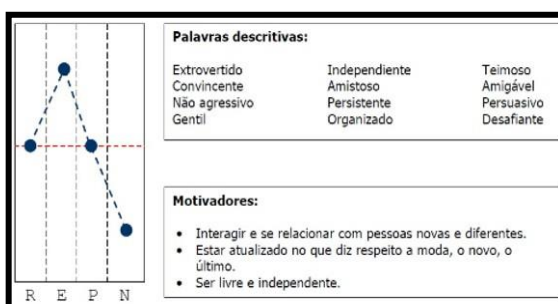 Palavras descritivas:
Extrovertido Independiente Teimoso
Convincente Amistoso Amigável
Não agressivo Persistente Persuasivo
Gentil Organizado Desafiante
Motivadores:
• Interagir e se relacionar com pessoas novas e diferentes.
• Estar atualizado no que diz respeito a moda, o novo, o
último.
• Ser livre e independente.
R E P N